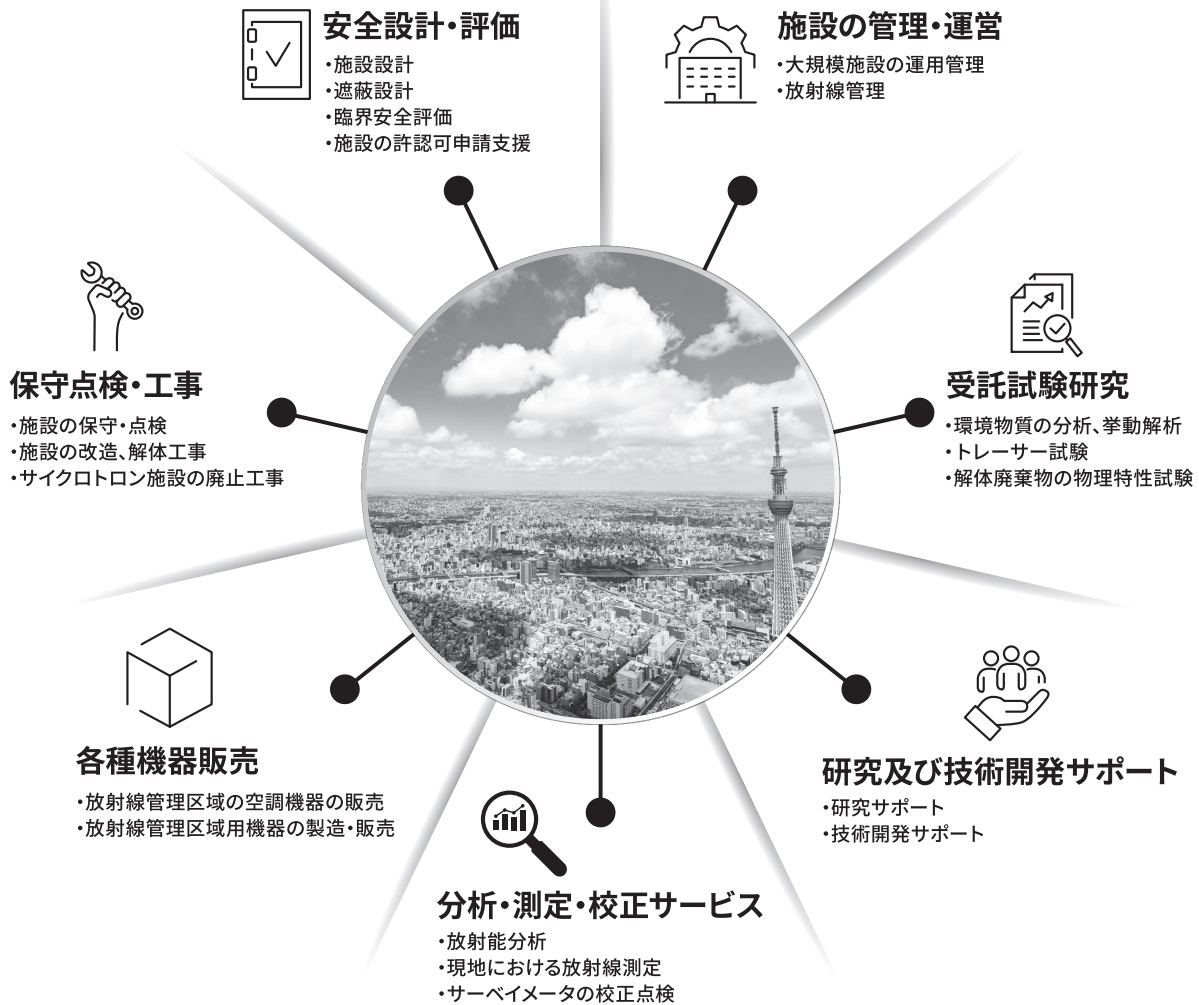 安全設計・評価
・施設設計
・遮蔽設計
・臨界安全評価
・施設の許認可申請支援
施設の管理・運営
・大規模施設の運用管理
・放射線管理
保守点検・工事
・施設の保守・点検
・施設の改造、解体工事
・サイクロトロン施設の廃止工事
受託試験研究
・環境物質の分析、挙動解析
・トレーサー試験
・解体廃棄物の物理特性試験
各種機器販売
・放射線管理区域の空調機器の販売
・放射線管理区域用機器の製造・販売
研究及び技術開発サポート
・研究サポート
・技術開発サポート
分析・測定・校正サービス
・放射能分析
・現地における放射線測定
・サーベイメータの校正点検